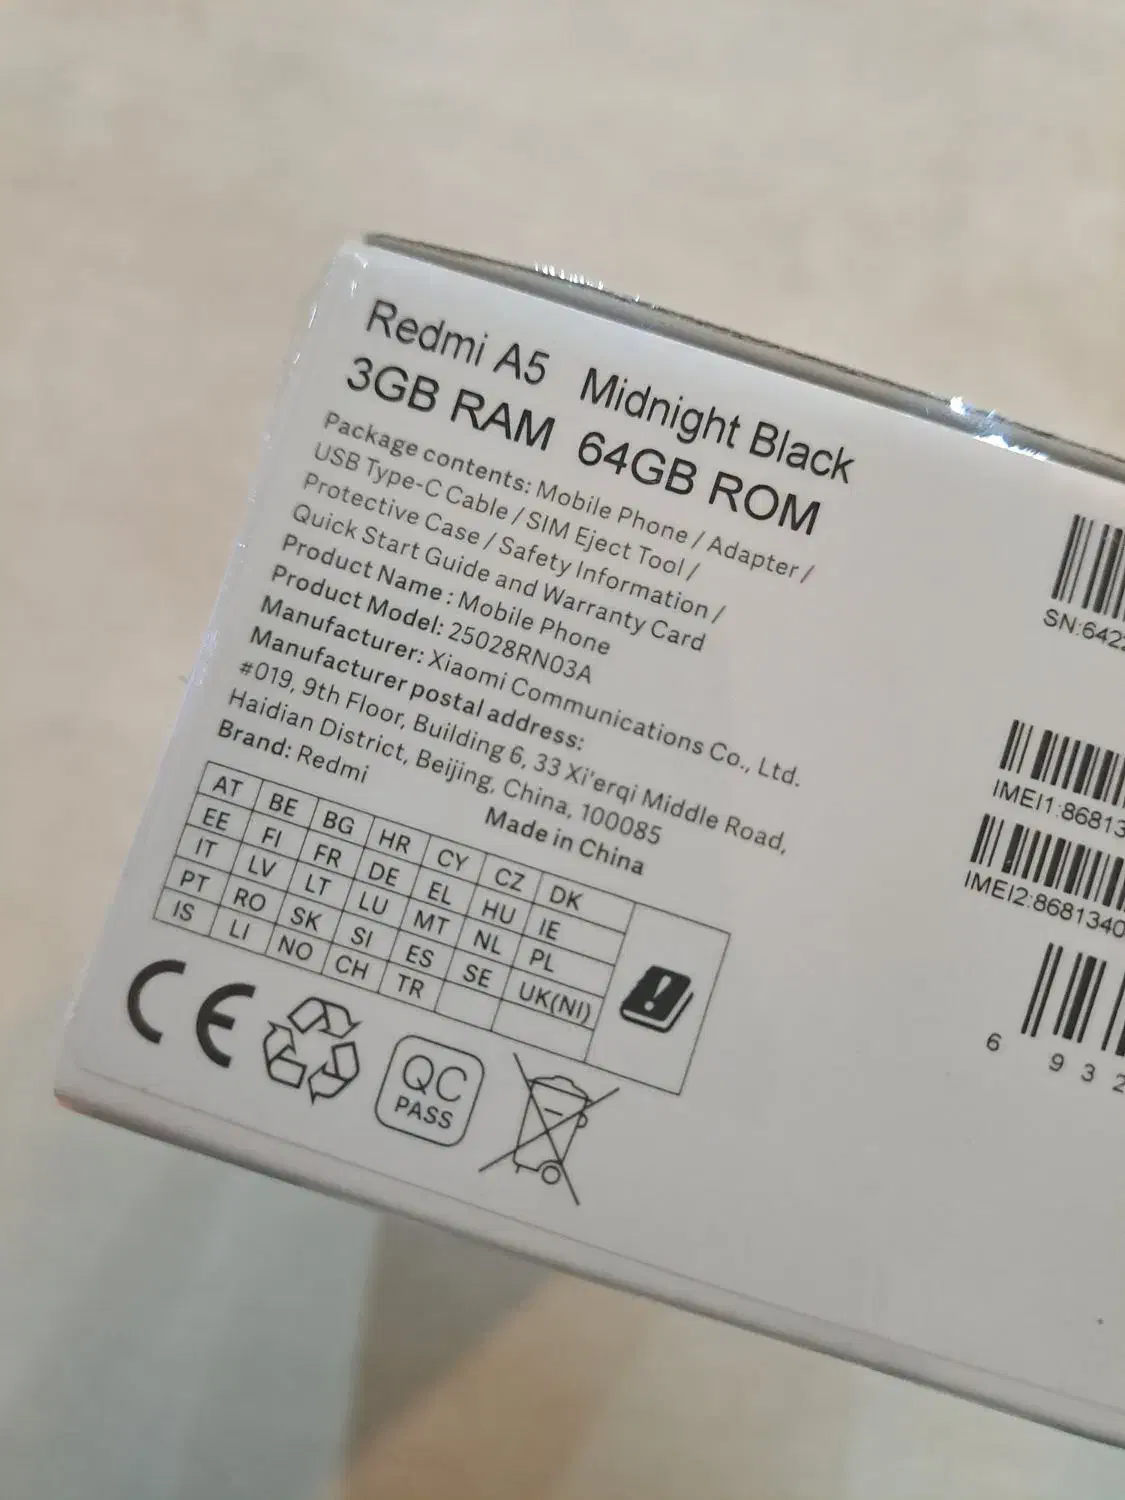 Redmi A5 Midnight Black
3GB RAM 64GB ROM
Package contents: Mobile Phone / Adapter /
USB Type-C Cable / SIM Eject Tool /
Protective Case / Safety Information /
Quick Start Guide and Warranty Card
Product Name : Mobile Phone
Product Model: 25028RN03A
Manufacturer: Xiaomi Communications Co., Ltd.
Manufacturer postal address:
#019, 9th Floor, Building 6, 33 Xi'erqi Middle Road,
Haidian District, Beijing, China, 100085
Brand: Redmi
Made in China
AT BE BG HR CY CZ DK
EE FI FR DE EL HU IE
IT LV LT LU MT NL PL
PT RO SK SI ES SE UK(NI)
IS LI NO CH TR
CE
QC
PASS
SN:642
IMEI1:86813
IMEI2:8681340
6 932